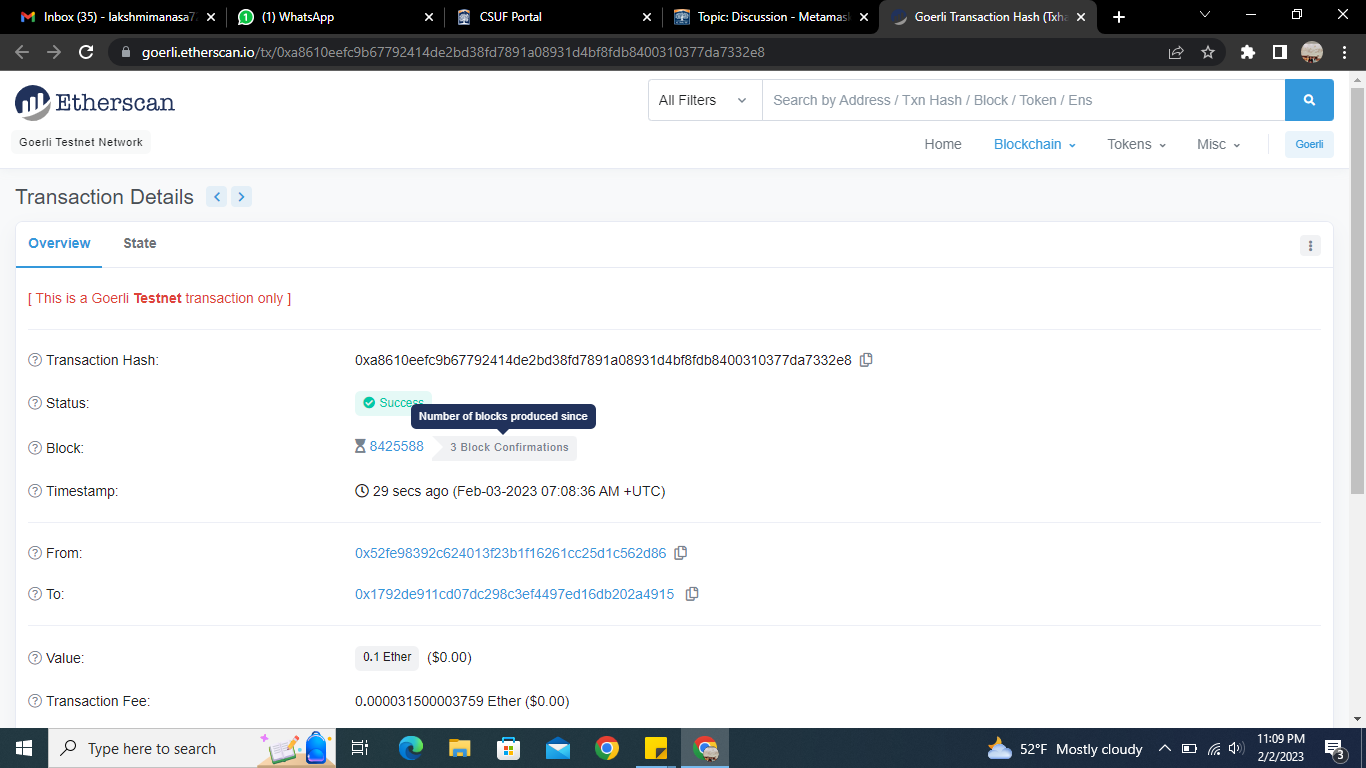 Inbox (35) - lakshmimanasa7
(1) WhatsApp
CSUF Portal
Topic: Discussion - Metamask
Goerli Transaction Hash (Txha
goerli.etherscan.io/tx/0xa8610eefc9b67792414de2bd38fd7891a08931d4bf8fdb8400310377da7332e8
Etherscan
All Filters
Search by Address / Txn Hash / Block / Token / Ens
Goerli Testnet Network
Home
Blockchain
Tokens
Misc
Goerli
Transaction Details
Overview
State
[ This is a Goerli Testnet transaction only ]
Transaction Hash:
0xa8610eefc9b67792414de2bd38fd7891a08931d4bf8fdb8400310377da7332e8
Status:
Success
Number of blocks produced since
Block:
8425588
3 Block Confirmations
Timestamp:
29 secs ago (Feb-03-2023 07:08:36 AM +UTC)
From:
0x52fe98392c624013f23b1f16261cc25d1c562d86
To:
0x1792de911cd07dc298c3ef4497ed16db202a4915
Value:
0.1 Ether ($0.00)
Transaction Fee:
0.000031500003759 Ether ($0.00)
Type here to search
52°F Mostly cloudy
11:09 PM
2/2/2023
3